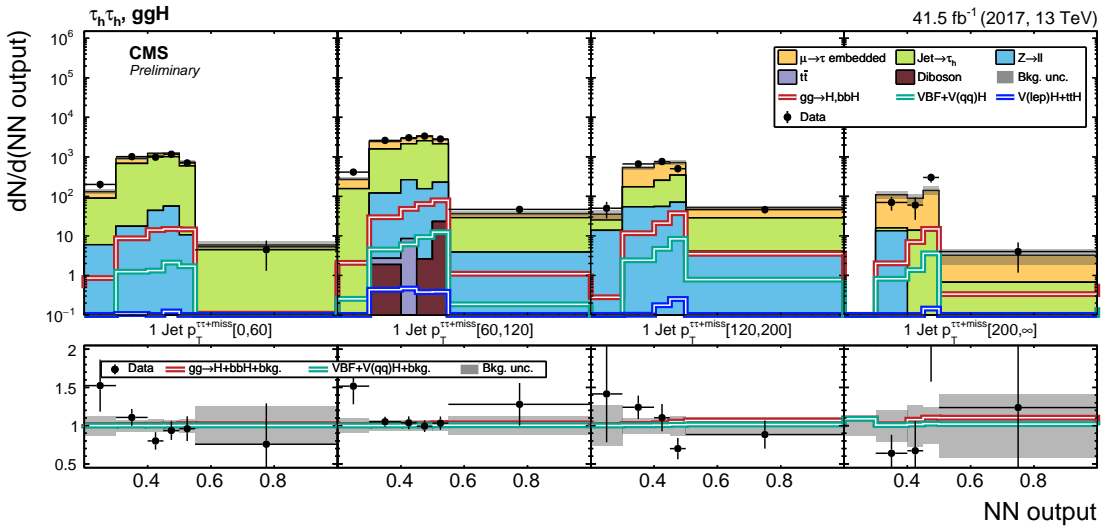 τhτh, ggH
41.5 fb⁻¹ (2017, 13 TeV)
dN/d(NN output)
10⁶
10⁵
10⁴
10³
10²
10
1
10⁻¹
CMS
Preliminary
μ→τ embedded
Jet→τh
Z→ll
tt̄
Diboson
Bkg. unc.
gg→H,bbH
VBF+V(qq)H
V(lep)H+ttH
Data
1 Jet p_T^ττ+miss[0,60]
1 Jet p_T^ττ+miss[60,120]
1 Jet p_T^ττ+miss[120,200]
1 Jet p_T^ττ+miss[200,∞]
2
1.5
1
0.5
Data
gg→H+bbH+bkg.
VBF+V(qq)H+bkg.
Bkg. unc.
0.4 0.6 0.8
0.4 0.6 0.8
0.4 0.6 0.8
0.4 0.6 0.8
NN output